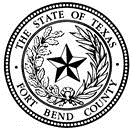 THE STATE OF TEXAS
FORT BEND COUNTY